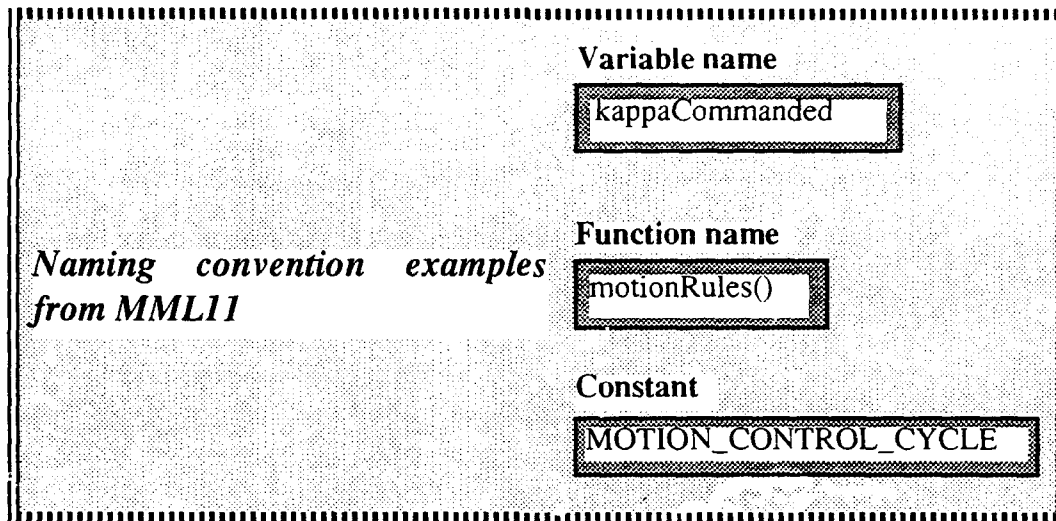 Variable name
kappaCommanded
Function name
Naming convention examples
from MML11
motionRules()
Constant
MOTION_CONTROL_CYCLE